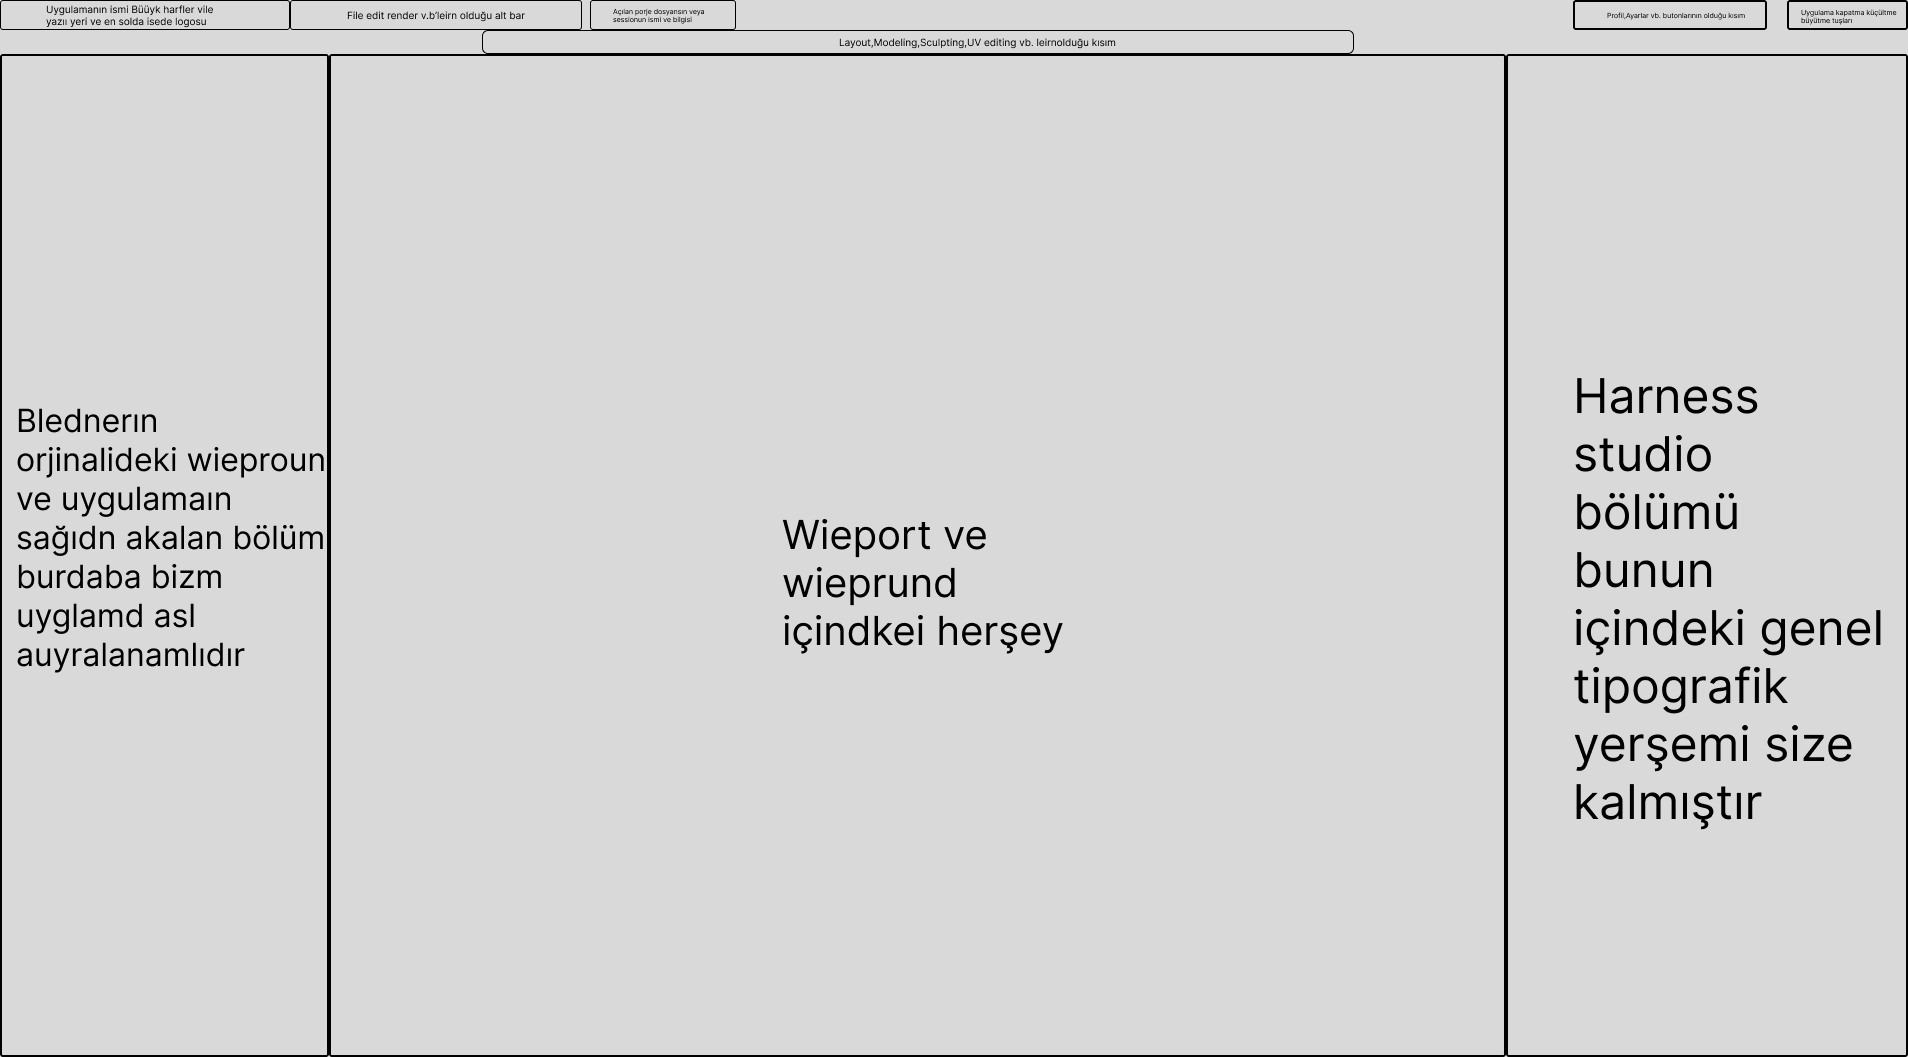 Uygulamanın ismi Büüyk harfler vile
yazıı yeri ve en solda isede logosu
File edit render v.b'leirn olduğu alt bar
Açılan porje dosyansın veya
sessionun ismi ve bilgisi
Profil,Ayarlar vb. butonlarının olduğu kısım
Uygulama kapatma küçültme
büyütme tuşları
Layout,Modeling,Sculpting,UV editing vb. leirnolduğu kısım
Blednerın
orjinalideki wieproun
ve uygulamaın
sağıdn akalan bölüm
burdaba bizm
uyglamd asl
auyralanamlıdır
Wieport ve
wieprund
içindkei herşey
Harness
studio
bölümü
bunun
içindeki genel
tipografik
yerşemi size
kalmıştır